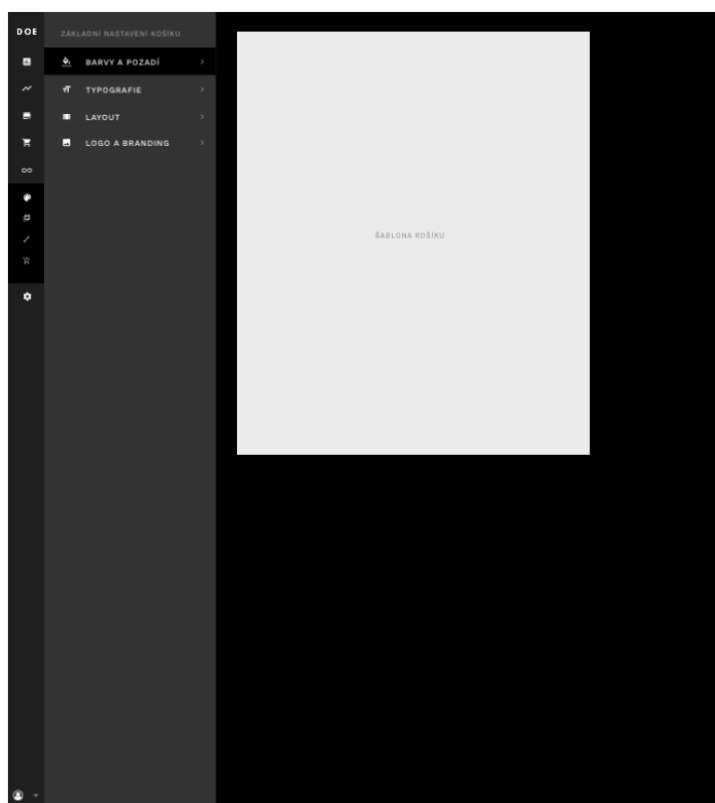 DOE
ZÁKLADNÍ NASTAVENÍ KOŠÍKU
BARVY A POZADÍ
TYPOGRAFIE
LAYOUT
LOGO A BRANDING
ŠABLONA KOŠÍKU